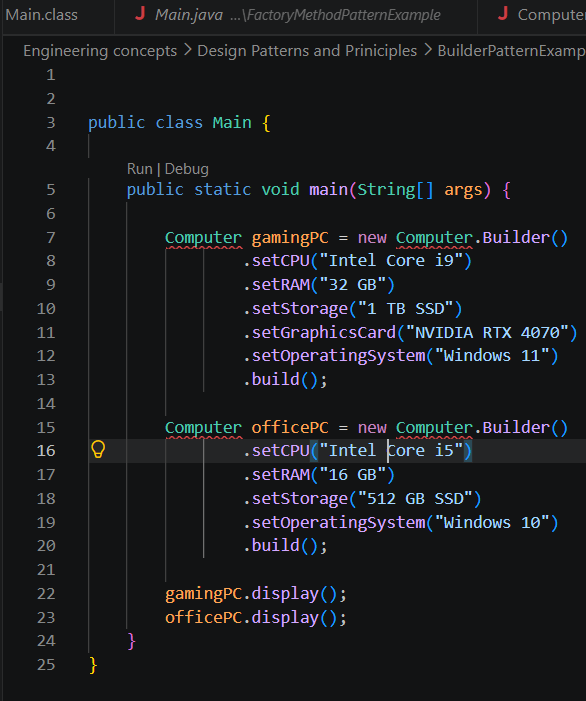 Main.class J Main.java ...\FactoryMethodPatternExample J Computer
Engineering concepts > Design Patterns and Priniciples > BuilderPatternExamp
1
2
3 public class Main {
4
Run | Debug
5 public static void main(String[] args) {
6
7 Computer gamingPC = new Computer.Builder()
8 .setCPU("Intel Core i9")
9 .setRAM("32 GB")
10 .setStorage("1 TB SSD")
11 .setGraphicsCard("NVIDIA RTX 4070")
12 .setOperatingSystem("Windows 11")
13 .build();
14
15 Computer officePC = new Computer.Builder()
16 .setCPU("Intel Core i5")
17 .setRAM("16 GB")
18 .setStorage("512 GB SSD")
19 .setOperatingSystem("Windows 10")
20 .build();
21
22 gamingPC.display();
23 officePC.display();
24 }
25 }